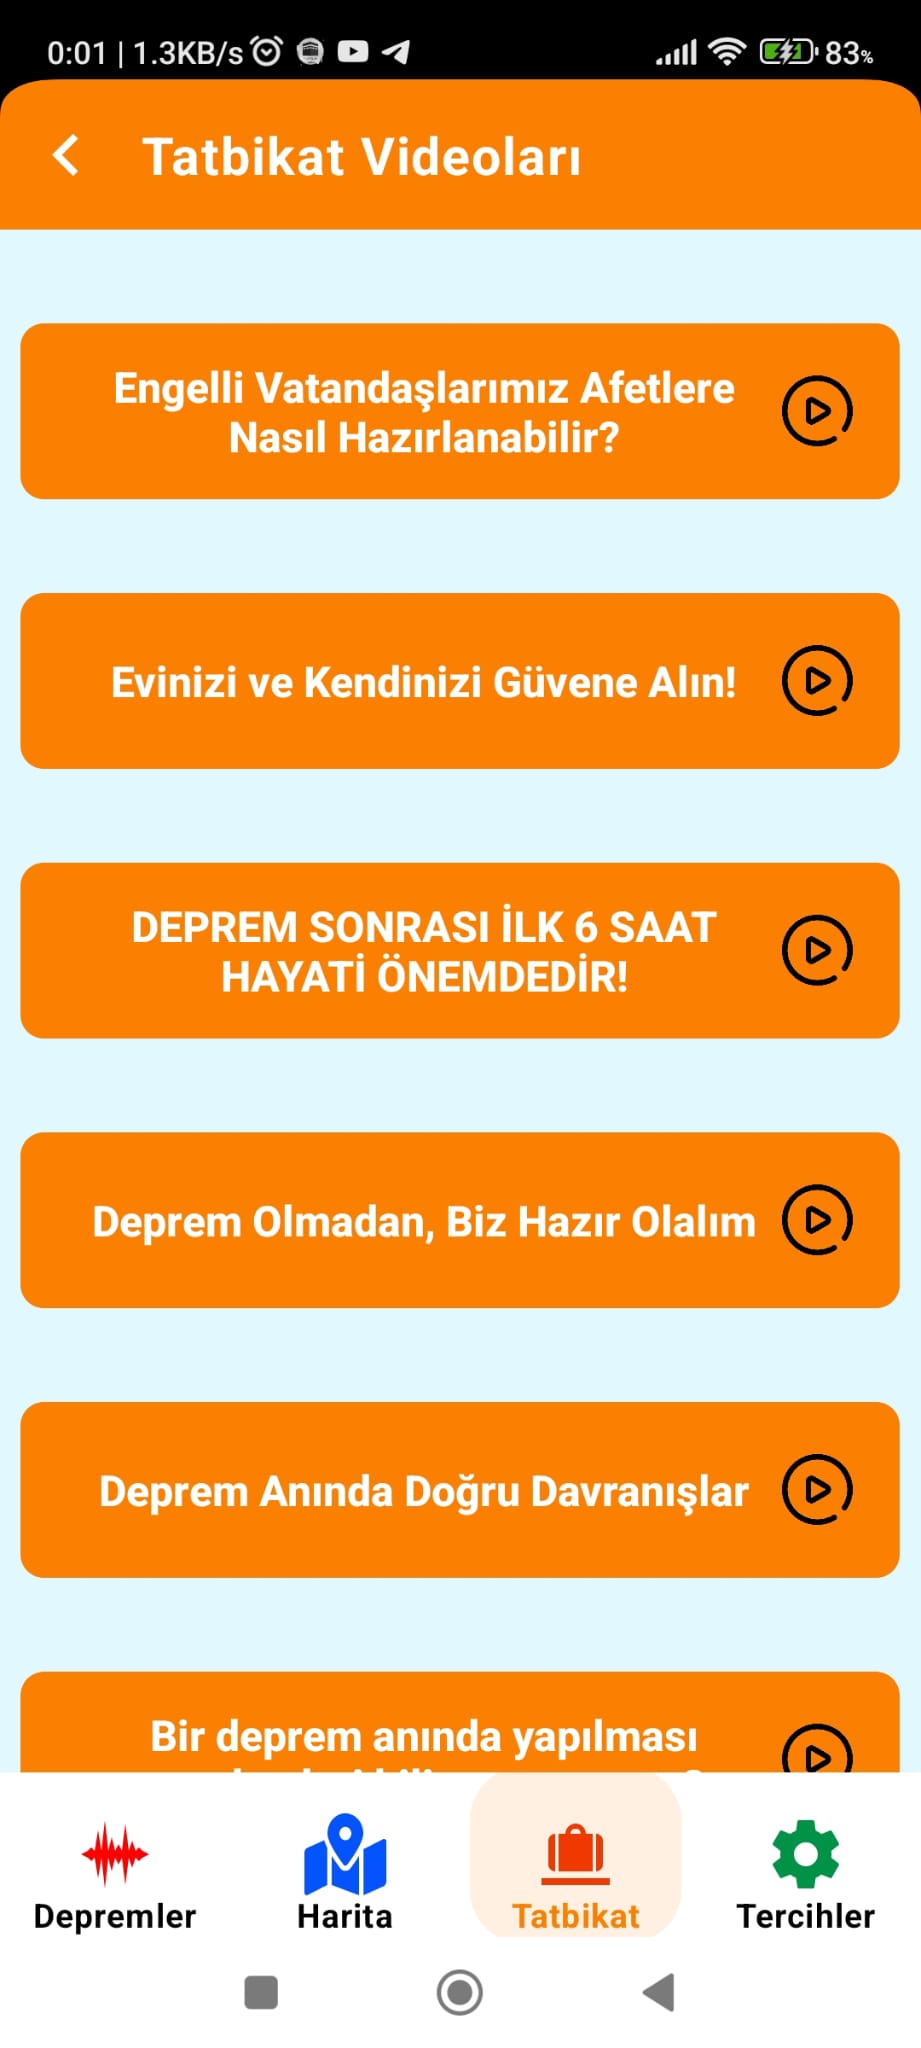 0:01 | 1.3KB/s 83%
Tatbikat Videoları
Engelli Vatandaşlarımız Afetlere
Nasıl Hazırlanabilir?
Evinizi ve Kendinizi Güvene Alın!
DEPREM SONRASI İLK 6 SAAT
HAYATİ ÖNEMDEDİR!
Deprem Olmadan, Biz Hazır Olalım
Deprem Anında Doğru Davranışlar
Bir deprem anında yapılması
Depremler Harita Tatbikat Tercihler